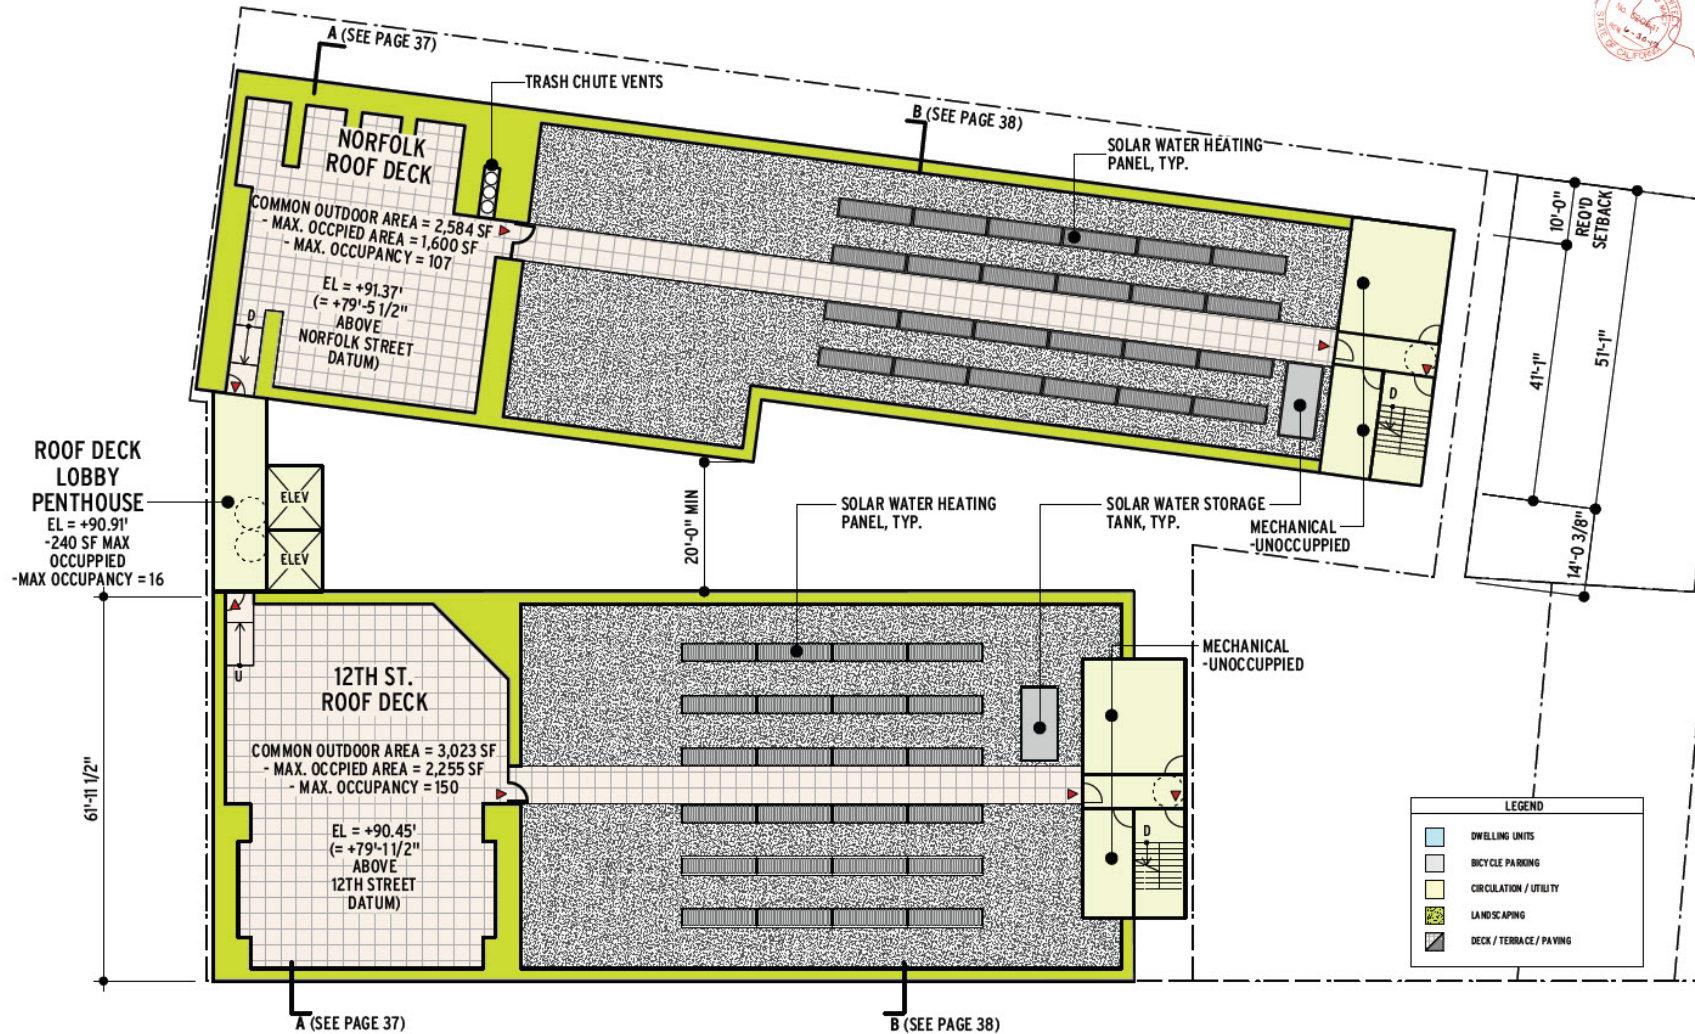 A (SEE PAGE 37)
TRASH CHUTE VENTS
B (SEE PAGE 38)
SOLAR WATER HEATING
PANEL, TYP.
NORFOLK
ROOF DECK
COMMON OUTDOOR AREA = 2,584 SF
- MAX. OCCPIED AREA = 1,600 SF
- MAX. OCCUPANCY = 107
EL = +91.37'
(= +79'-5 1/2"
ABOVE
NORFOLK STREET
DATUM)
D
D
10'-0"
REQ'D
SETBACK
41'-1"
51'-1"
14'-0 3/8"
ROOF DECK
LOBBY
PENTHOUSE
EL = +90.91'
-240 SF MAX
OCCUPPIED
-MAX OCCUPANCY = 16
ELEV
ELEV
20'-0" MIN
SOLAR WATER HEATING
PANEL, TYP.
SOLAR WATER STORAGE
TANK, TYP.
MECHANICAL
-UNOCCUPPIED
MECHANICAL
-UNOCCUPPIED
U
12TH ST.
ROOF DECK
COMMON OUTDOOR AREA = 3,023 SF
- MAX. OCCPIED AREA = 2,255 SF
- MAX. OCCUPANCY = 150
EL = +90.45'
(= +79'-1 1/2"
ABOVE
12TH STREET
DATUM)
D
61'-11 1/2"
LEGEND
DWELLING UNITS
BICYCLE PARKING
CIRCULATION / UTILITY
LANDSCAPING
DECK / TERRACE / PAVING
A (SEE PAGE 37)
B (SEE PAGE 38)
STATE OF CALIFORNIA